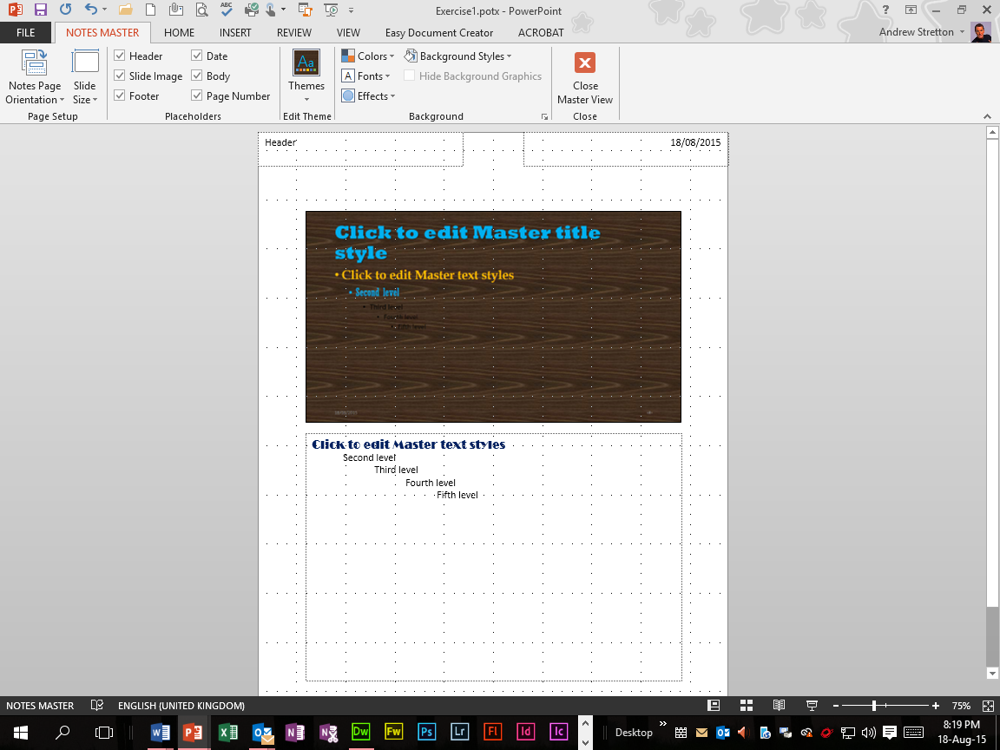 Exercise1.potx - PowerPoint
FILE NOTES MASTER HOME INSERT REVIEW VIEW Easy Document Creator ACROBAT Andrew Stretton
Header Date Colors Background Styles
Slide Image Body Fonts Hide Background Graphics
Footer Page Number Effects
Notes Page Orientation
Slide Size
Themes
Close Master View
Page Setup Placeholders Edit Theme Background Close
Header 18/08/2015
Click to edit Master title
style
• Click to edit Master text styles
• Second level
• Third level
• Fourth level
• Fifth level
Click to edit Master text styles
Second level
Third level
Fourth level
Fifth level
NOTES MASTER ENGLISH (UNITED KINGDOM) 75%
Desktop 8:19 PM
18-Aug-15